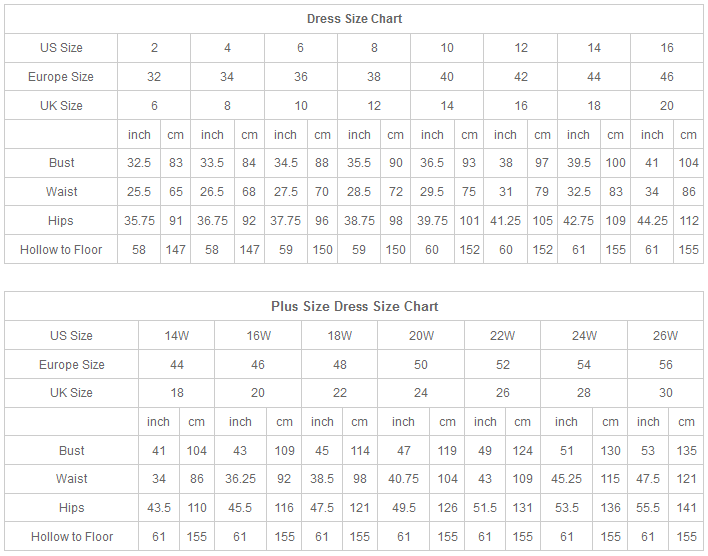 Dress Size Chart
US Size 2 4 6 8 10 12 14 16
Europe Size 32 34 36 38 40 42 44 46
UK Size 6 8 10 12 14 16 18 20
inch cm inch cm inch cm inch cm inch cm inch cm inch cm inch cm
Bust 32.5 83 33.5 84 34.5 88 35.5 90 36.5 93 38 97 39.5 100 41 104
Waist 25.5 65 26.5 68 27.5 70 28.5 72 29.5 75 31 79 32.5 83 34 86
Hips 35.75 91 36.75 92 37.75 96 38.75 98 39.75 101 41.25 105 42.75 109 44.25 112
Hollow to Floor 58 147 58 147 59 150 59 150 60 152 60 152 61 155 61 155
Plus Size Dress Size Chart
US Size 14W 16W 18W 20W 22W 24W 26W
Europe Size 44 46 48 50 52 54 56
UK Size 18 20 22 24 26 28 30
inch cm inch cm inch cm inch cm inch cm inch cm inch cm
Bust 41 104 43 109 45 114 47 119 49 124 51 130 53 135
Waist 34 86 36.25 92 38.5 98 40.75 104 43 109 45.25 115 47.5 121
Hips 43.5 110 45.5 116 47.5 121 49.5 126 51.5 131 53.5 136 55.5 141
Hollow to Floor 61 155 61 155 61 155 61 155 61 155 61 155 61 155